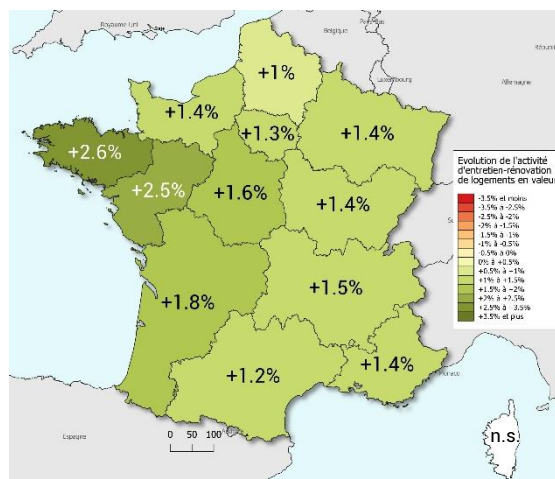 Royaume-Uni
Belgique
Luxembourg
Allemagne
+1%
+1.4%
+1.3%
+1.4%
+2.6%
+2.5%
+1.6%
+1.4%
+1.8%
+1.5%
+1.2%
+1.4%
Monaco
Espagne
0 50 100
n.s.
Evolution de l'activité
d'entretien-rénovation
de logements en valeur
-3.5% et moins
-3.5% à -2.5%
-2.5% à -2%
-2% à -1.5%
-1.5% à -1%
-1% à -0.5%
-0.5% à 0%
0% à +0.5%
+0.5% à +1%
+1% à +1.5%
+1.5% à +2%
+2% à +2.5%
+2.5% à +3.5%
+3.5% et plus